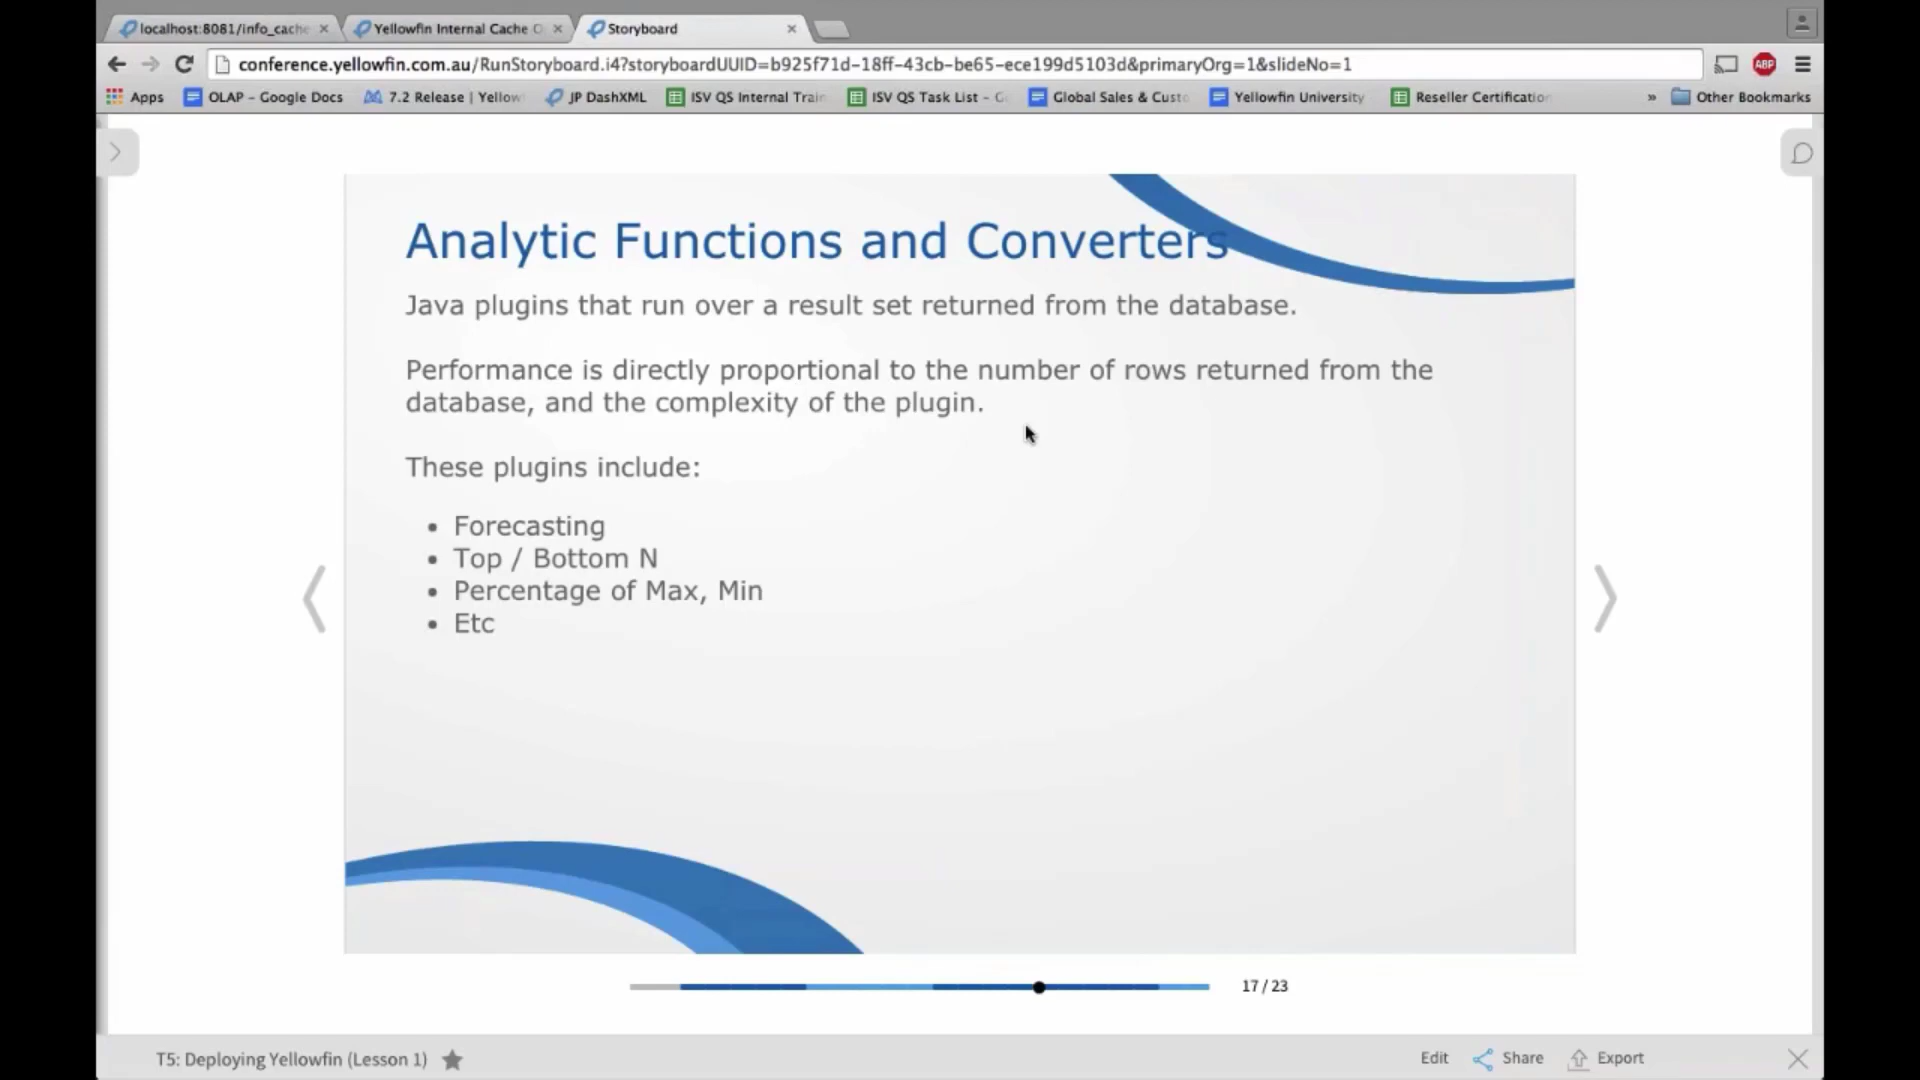 localhost:8081/info_cache
Yellowfin Internal Cache
Storyboard
conference.yellowfin.com.au/RunStoryboard.i4?storyboardUUID=b925f71d-18ff-43cb-be65-ece199d5103d&primaryOrg=1&slideNo=1
ABP
Apps
OLAP – Google Docs
7.2 Release | Yellow
JP DashXML
ISV QS Internal Train
ISV QS Task List –
Global Sales & Custo
Yellowfin University
Reseller Certification
»
Other Bookmarks
Analytic Functions and Converters
Java plugins that run over a result set returned from the database.
Performance is directly proportional to the number of rows returned from the
database, and the complexity of the plugin.
These plugins include:
• Forecasting
• Top / Bottom N
• Percentage of Max, Min
• Etc
17 / 23
T5: Deploying Yellowfin (Lesson 1)
Edit
Share
Export